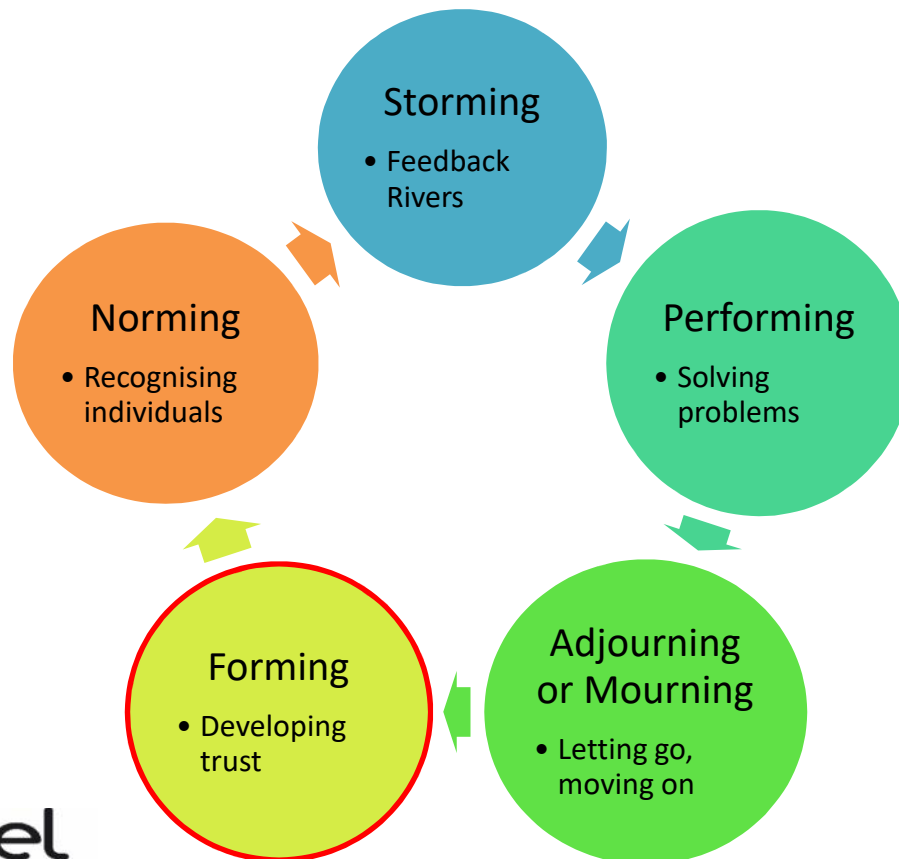 Storming
• Feedback
Rivers
Norming
• Recognising
individuals
Performing
• Solving
problems
Forming
• Developing
trust
Adjourning
or Mourning
• Letting go,
moving on
el